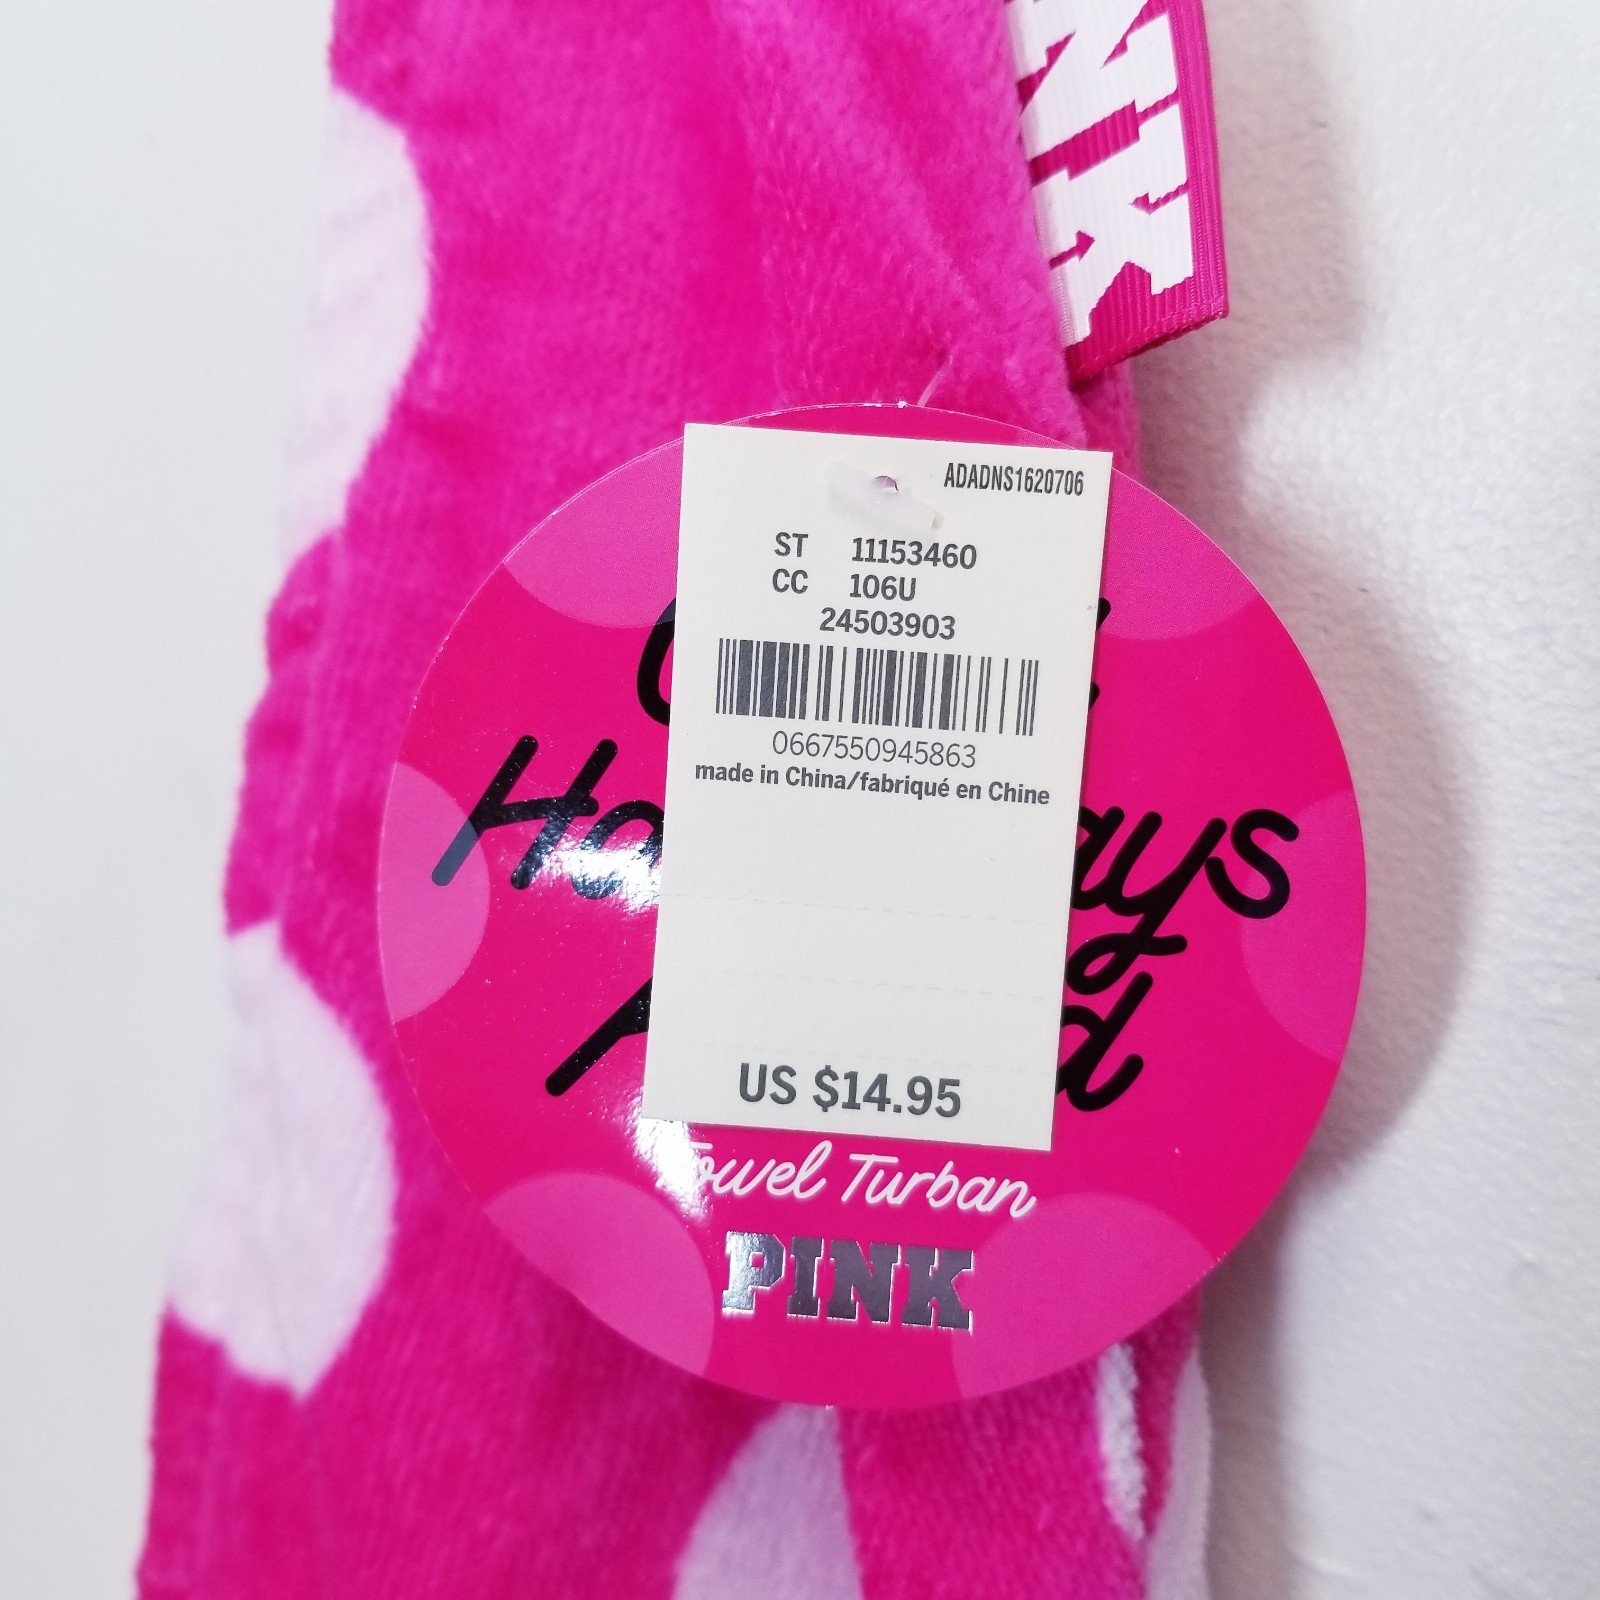 NK
ADADNS1620706
ST 11153460
CC 106U
24503903
0667550945863
made in China/fabriqué en Chine
US $14.95
Towel Turban
PINK